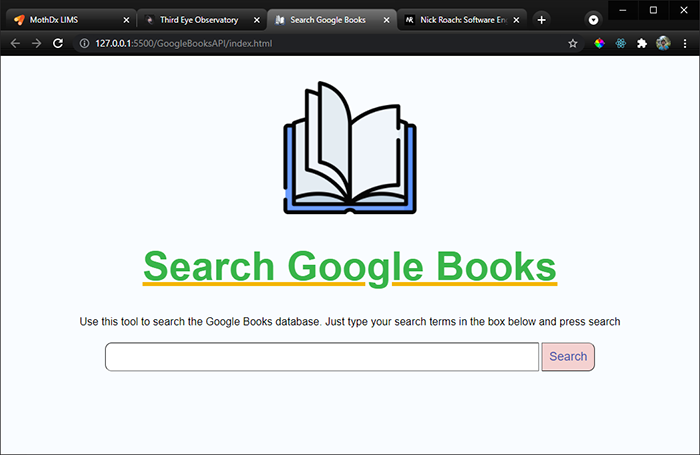 MothDx LIMS
Third Eye Observatory
Search Google Books
Nick Roach: Software En
127.0.0.1:5500/GoogleBooksAPI/index.html
Search Google Books
Use this tool to search the Google Books database. Just type your search terms in the box below and press search
Search